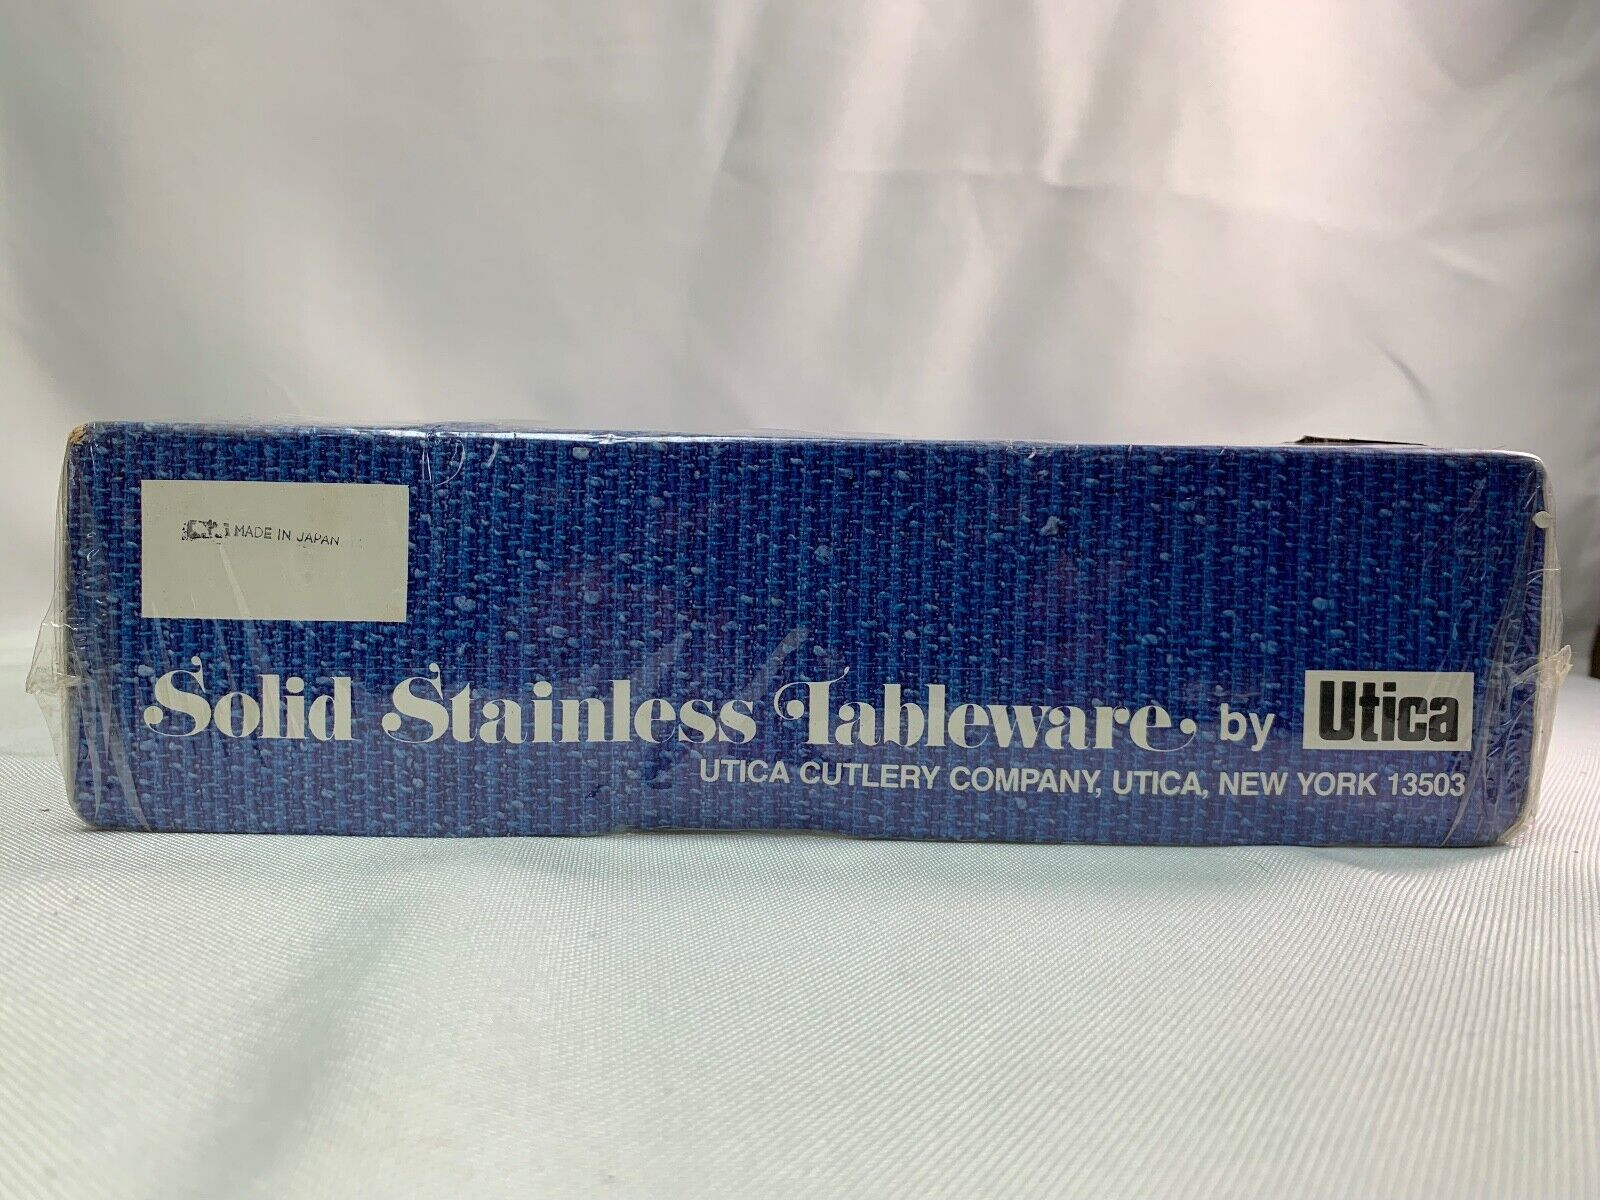 MADE IN JAPAN
Solid Stainless Tableware by Utica
UTICA CUTLERY COMPANY, UTICA, NEW YORK 13503